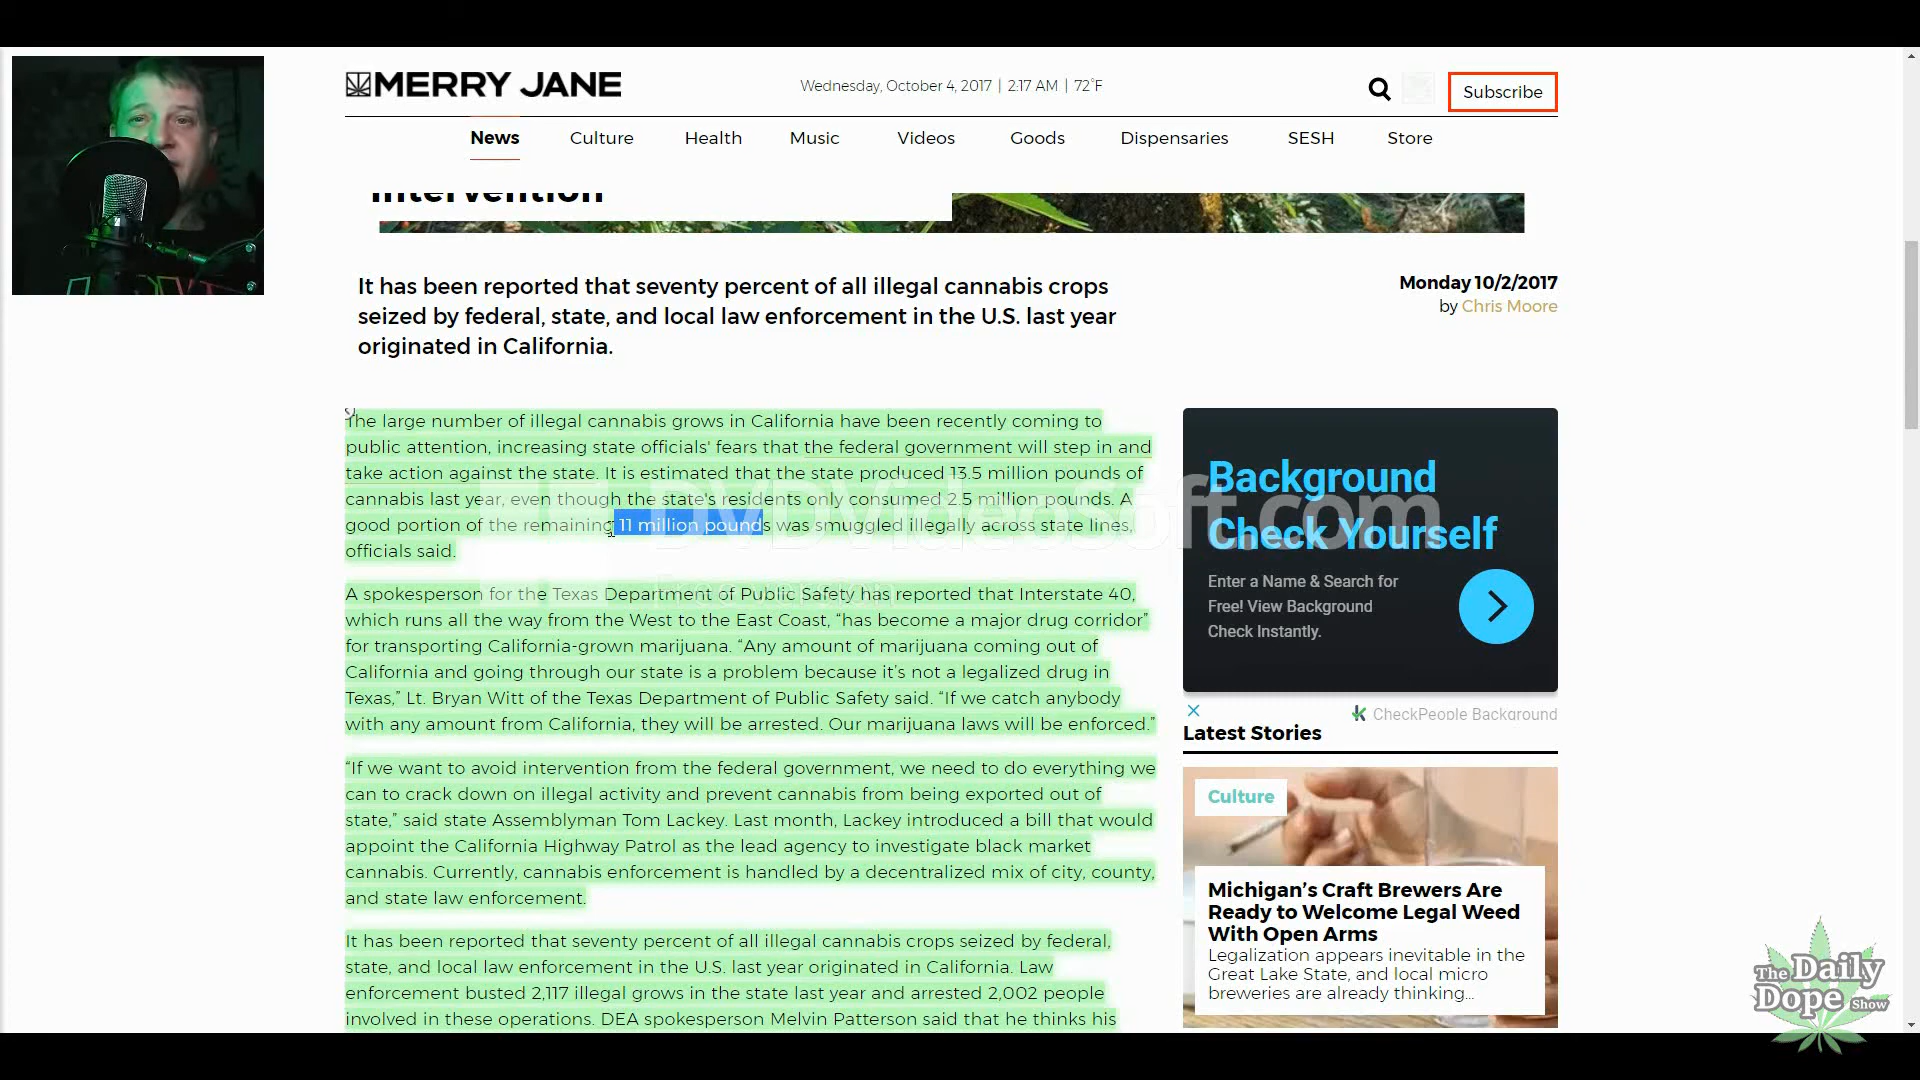 MERRY JANE
Wednesday, October 4, 2017 | 2:17 AM | 72°F
Subscribe
News
Culture
Health
Music
Videos
Goods
Dispensaries
SESH
Store
Intervention
It has been reported that seventy percent of all illegal cannabis crops
seized by federal, state, and local law enforcement in the U.S. last year
originated in California.
Monday 10/2/2017
by Chris Moore
The large number of illegal cannabis grows in California have been recently coming to
public attention, increasing state officials' fears that the federal government will step in and
take action against the state. It is estimated that the state produced 13.5 million pounds of
cannabis last year, even though the state's residents only consumed 2.5 million pounds. A
good portion of the remaining 11 million pounds was smuggled illegally across state lines,
officials said.
A spokesperson for the Texas Department of Public Safety has reported that Interstate 40,
which runs all the way from the West to the East Coast, “has become a major drug corridor”
for transporting California-grown marijuana. “Any amount of marijuana coming out of
California and going through our state is a problem because it’s not a legalized drug in
Texas,” Lt. Bryan Witt of the Texas Department of Public Safety said. “If we catch anybody
with any amount from California, they will be arrested. Our marijuana laws will be enforced.”
“If we want to avoid intervention from the federal government, we need to do everything we
can to crack down on illegal activity and prevent cannabis from being exported out of
state,” said state Assemblyman Tom Lackey. Last month, Lackey introduced a bill that would
appoint the California Highway Patrol as the lead agency to investigate black market
cannabis. Currently, cannabis enforcement is handled by a decentralized mix of city, county,
and state law enforcement.
It has been reported that seventy percent of all illegal cannabis crops seized by federal,
state, and local law enforcement in the U.S. last year originated in California. Law
enforcement busted 2,117 illegal grows in the state last year and arrested 2,002 people
involved in these operations. DEA spokesperson Melvin Patterson said that he thinks his
DVDVideoSoft.com
Free version
Background
Check Yourself
Enter a Name & Search for
Free! View Background
Check Instantly.
CheckPeople Background
Latest Stories
Culture
Michigan’s Craft Brewers Are
Ready to Welcome Legal Weed
With Open Arms
Legalization appears inevitable in the
Great Lake State, and local micro
breweries are already thinking...
The Daily
Dope Show